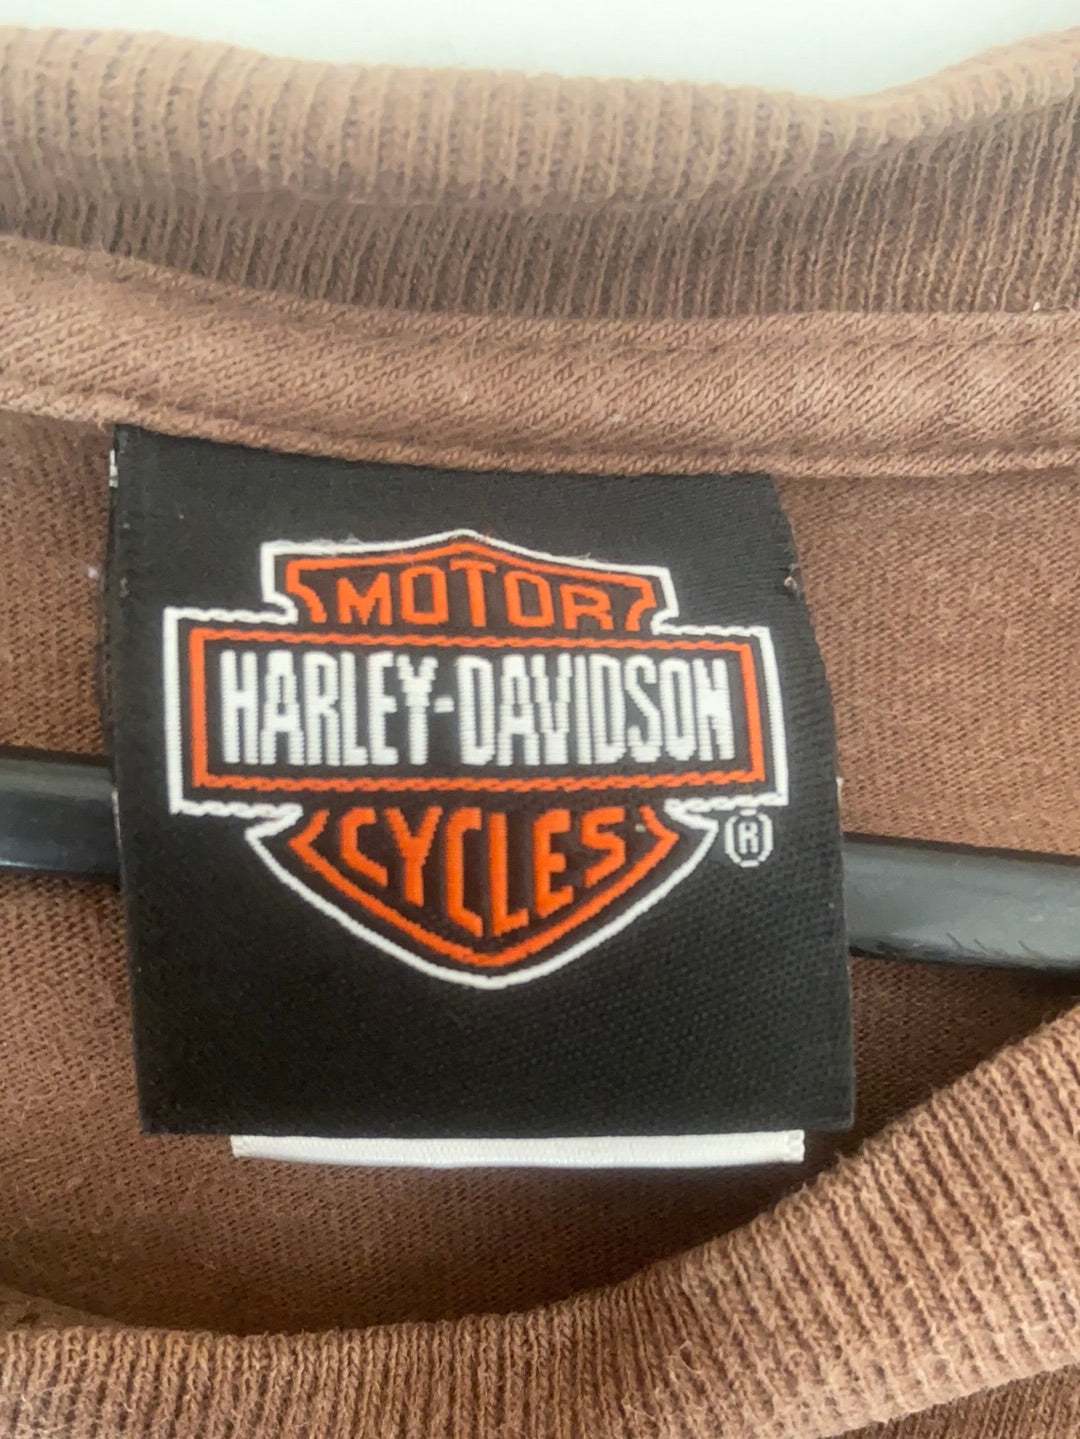 MOTOR
HARLEY-DAVIDSON
CYCLES
®